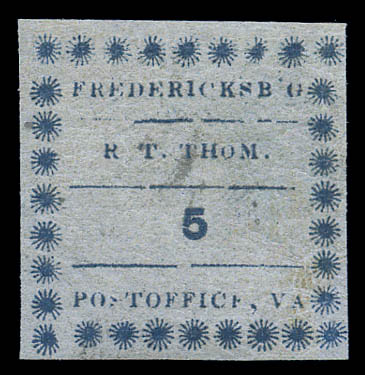 FREDERICKSB'G
R T. THOM.
5
POSTOFFICE, VA